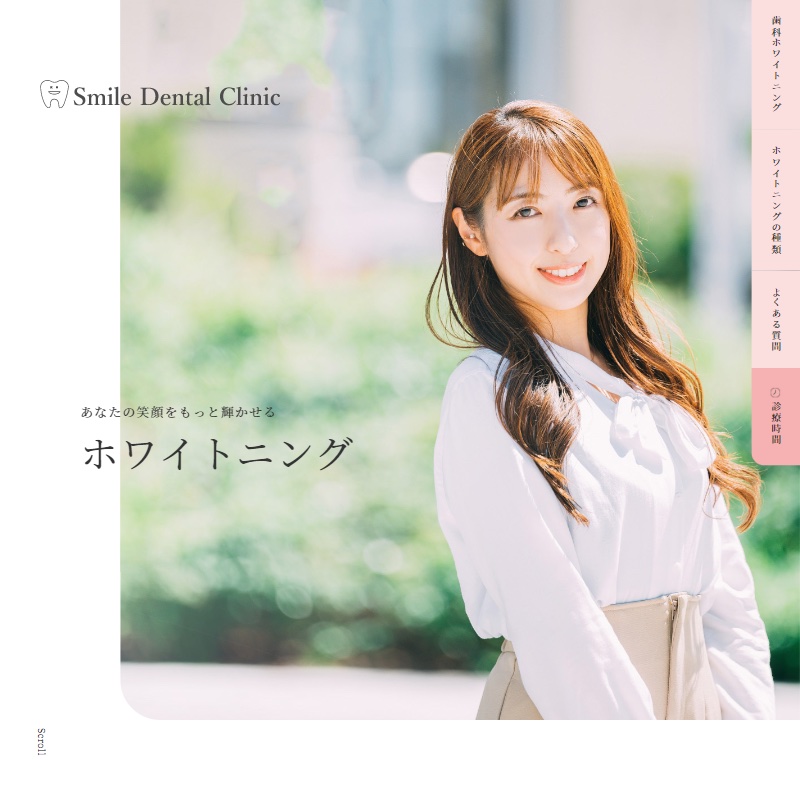 Smile Dental Clinic
あなたの笑顔をもっと輝かせる
ホワイトニング
歯科ホワイトニング
ホワイトニングの種類
よくある質問
診療時間
Scroll